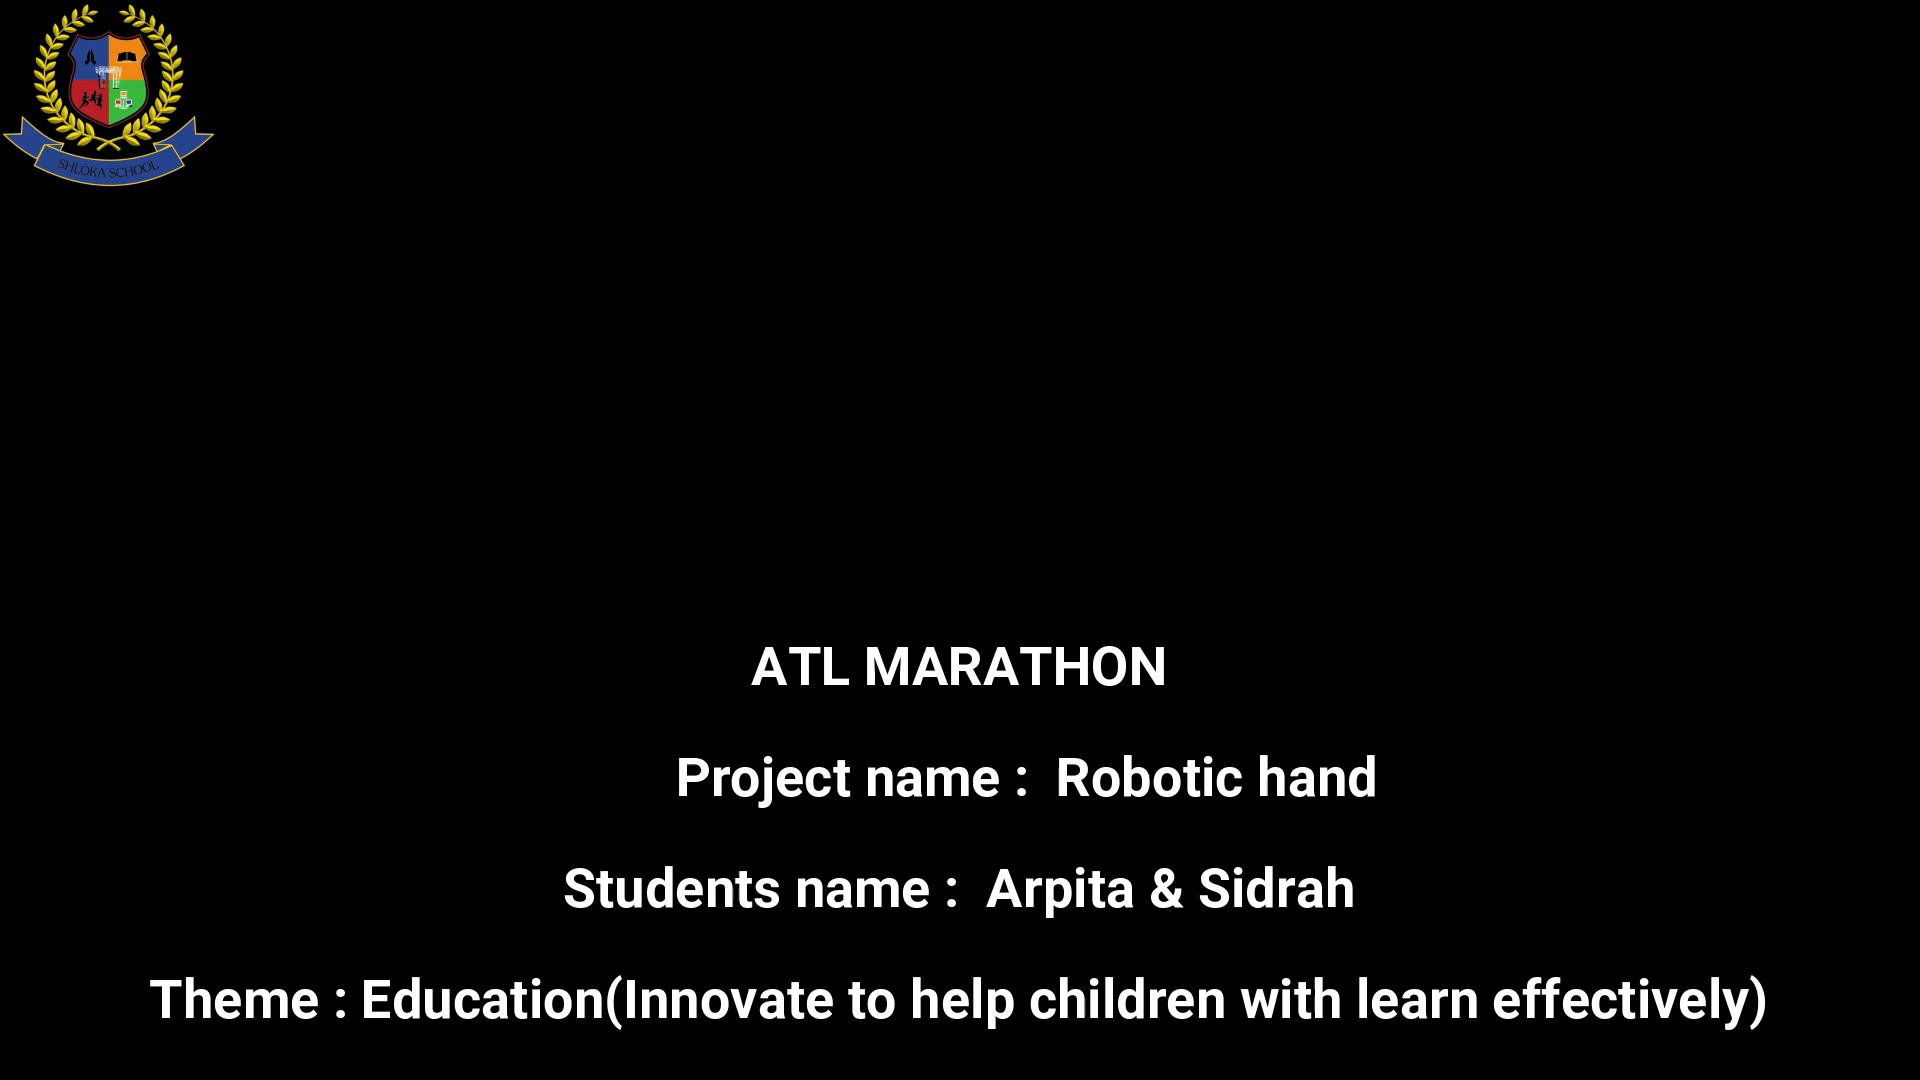 SHLOKA SCHOOL
ATL MARATHON
Project name :  Robotic hand
Students name :  Arpita & Sidrah
Theme : Education(Innovate to help children with learn effectively)